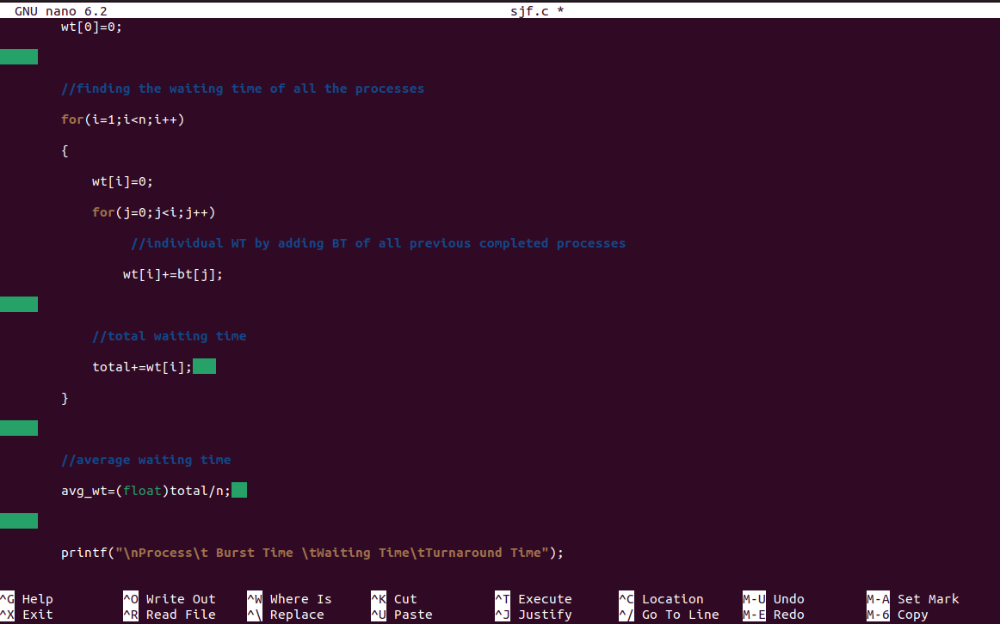 GNU nano 6.2 sjf.c *
wt[0]=0;
//finding the waiting time of all the processes
for(i=1;i<n;i++)
{
wt[i]=0;
for(j=0;j<i;j++)
//individual WT by adding BT of all previous completed processes
wt[i]+=bt[j];
//total waiting time
total+=wt[i];
}
//average waiting time
avg_wt=(float)total/n;
printf("\nProcess\t Burst Time \tWaiting Time\tTurnaround Time");
^G Help ^O Write Out ^W Where Is ^K Cut ^T Execute ^C Location M-U Undo M-A Set Mark
^X Exit ^R Read File ^\ Replace ^U Paste ^J Justify ^/ Go To Line M-E Redo M-6 Copy